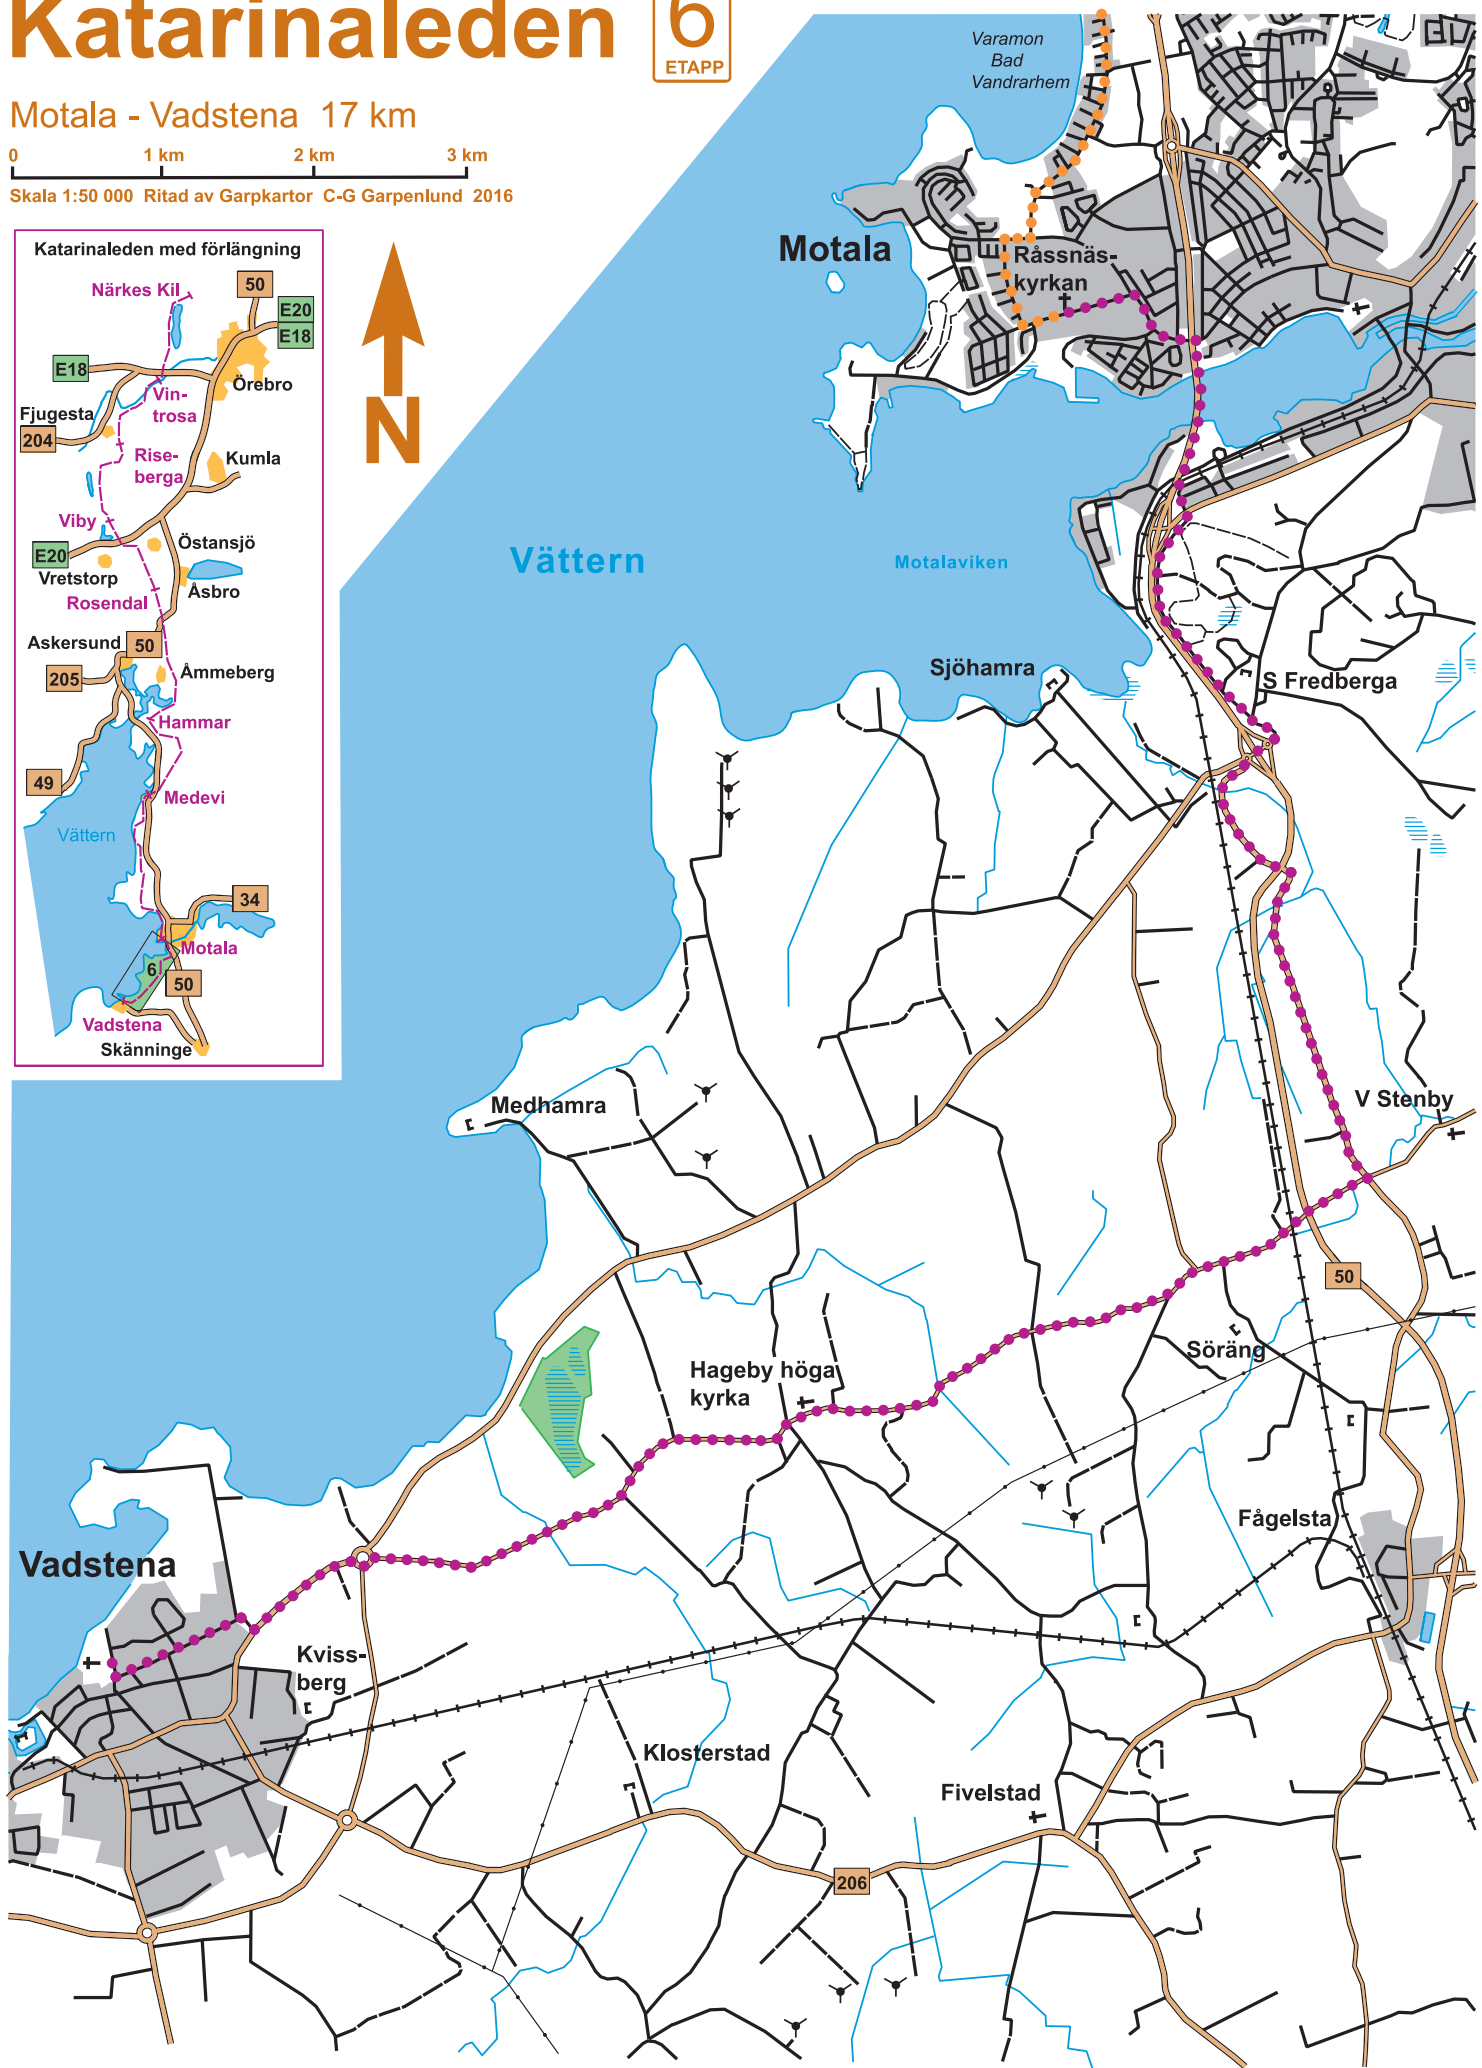 Katarinaleden
6
ETAPP
Motala - Vadstena 17 km
0 1 km 2 km 3 km
Skala 1:50 000 Ritad av Garpkartor C-G Garpenlund 2016
Katarinaleden med förlängning
Närkes Kil
50
E20
E18
E18
Örebro
Vin-
trosa
Fjugesta
204
Rise-
berga
Kumla
Viby
E20
Östansjö
Vretstorp
Åsbro
Rosendal
Askersund
50
205
Åmmeberg
Hammar
49
Medevi
Vättern
34
Motala
6
50
Vadstena
Skänninge
N
Varamon
Bad
Vandrarhem
Motala
Råssnäs-
kyrkan
Vättern
Motalaviken
Sjöhamra
S Fredberga
Medhamra
V Stenby
50
Söräng
Hageby höga
kyrka
Fågelsta
Vadstena
Kviss-
berg
Klosterstad
Fivelstad
206